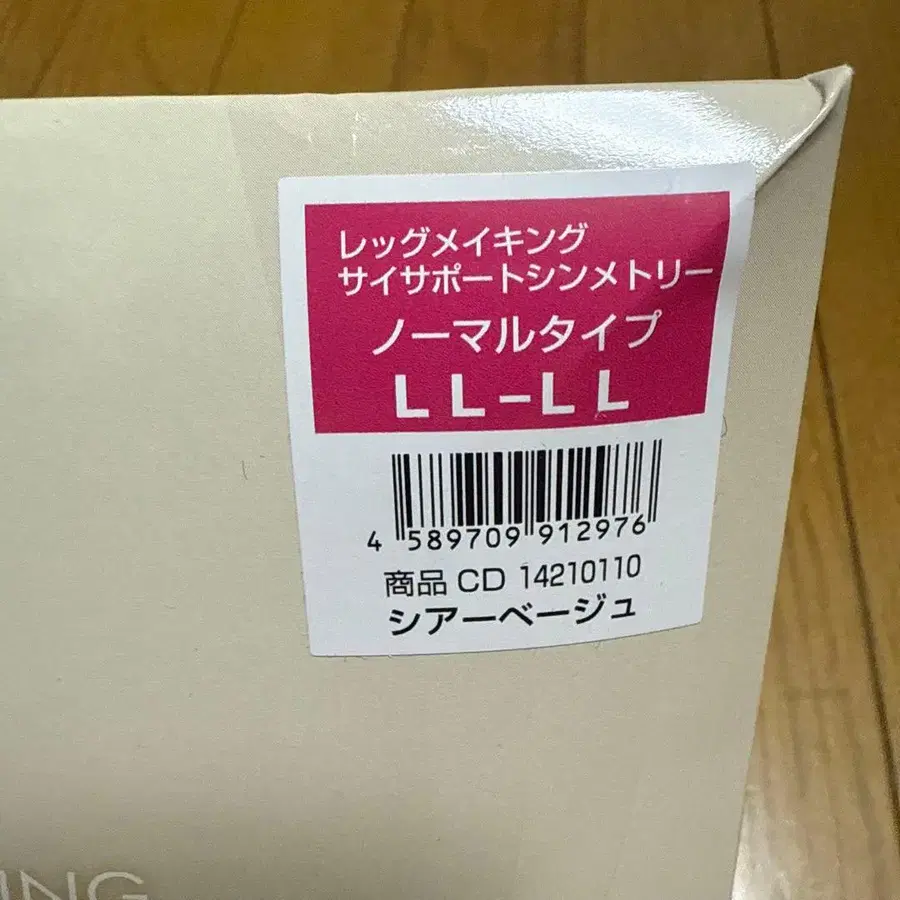 レッグメイキング
サイサポートシンメトリー
ノーマルタイプ
LL-LL
4 589709 912976
商品 CD 14210110
シアーベージュ
ING